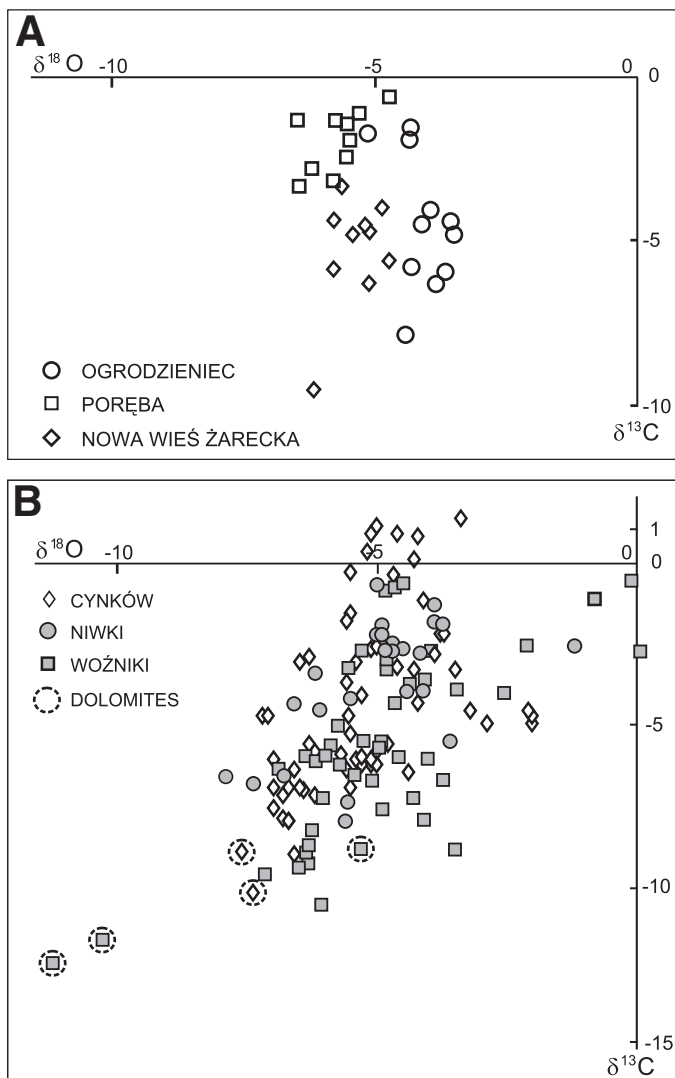 A
δ18O -10 -5 0 0
-5
OGRODZIENIEC
PORĘBA
NOWA WIEŚ ŻARECKA
-10
δ13C
B
1
δ18O -10 -5 0 0
CYNKÓW
NIWKI
WOŹNIKI
DOLOMITES
-5
-10
-15
δ13C